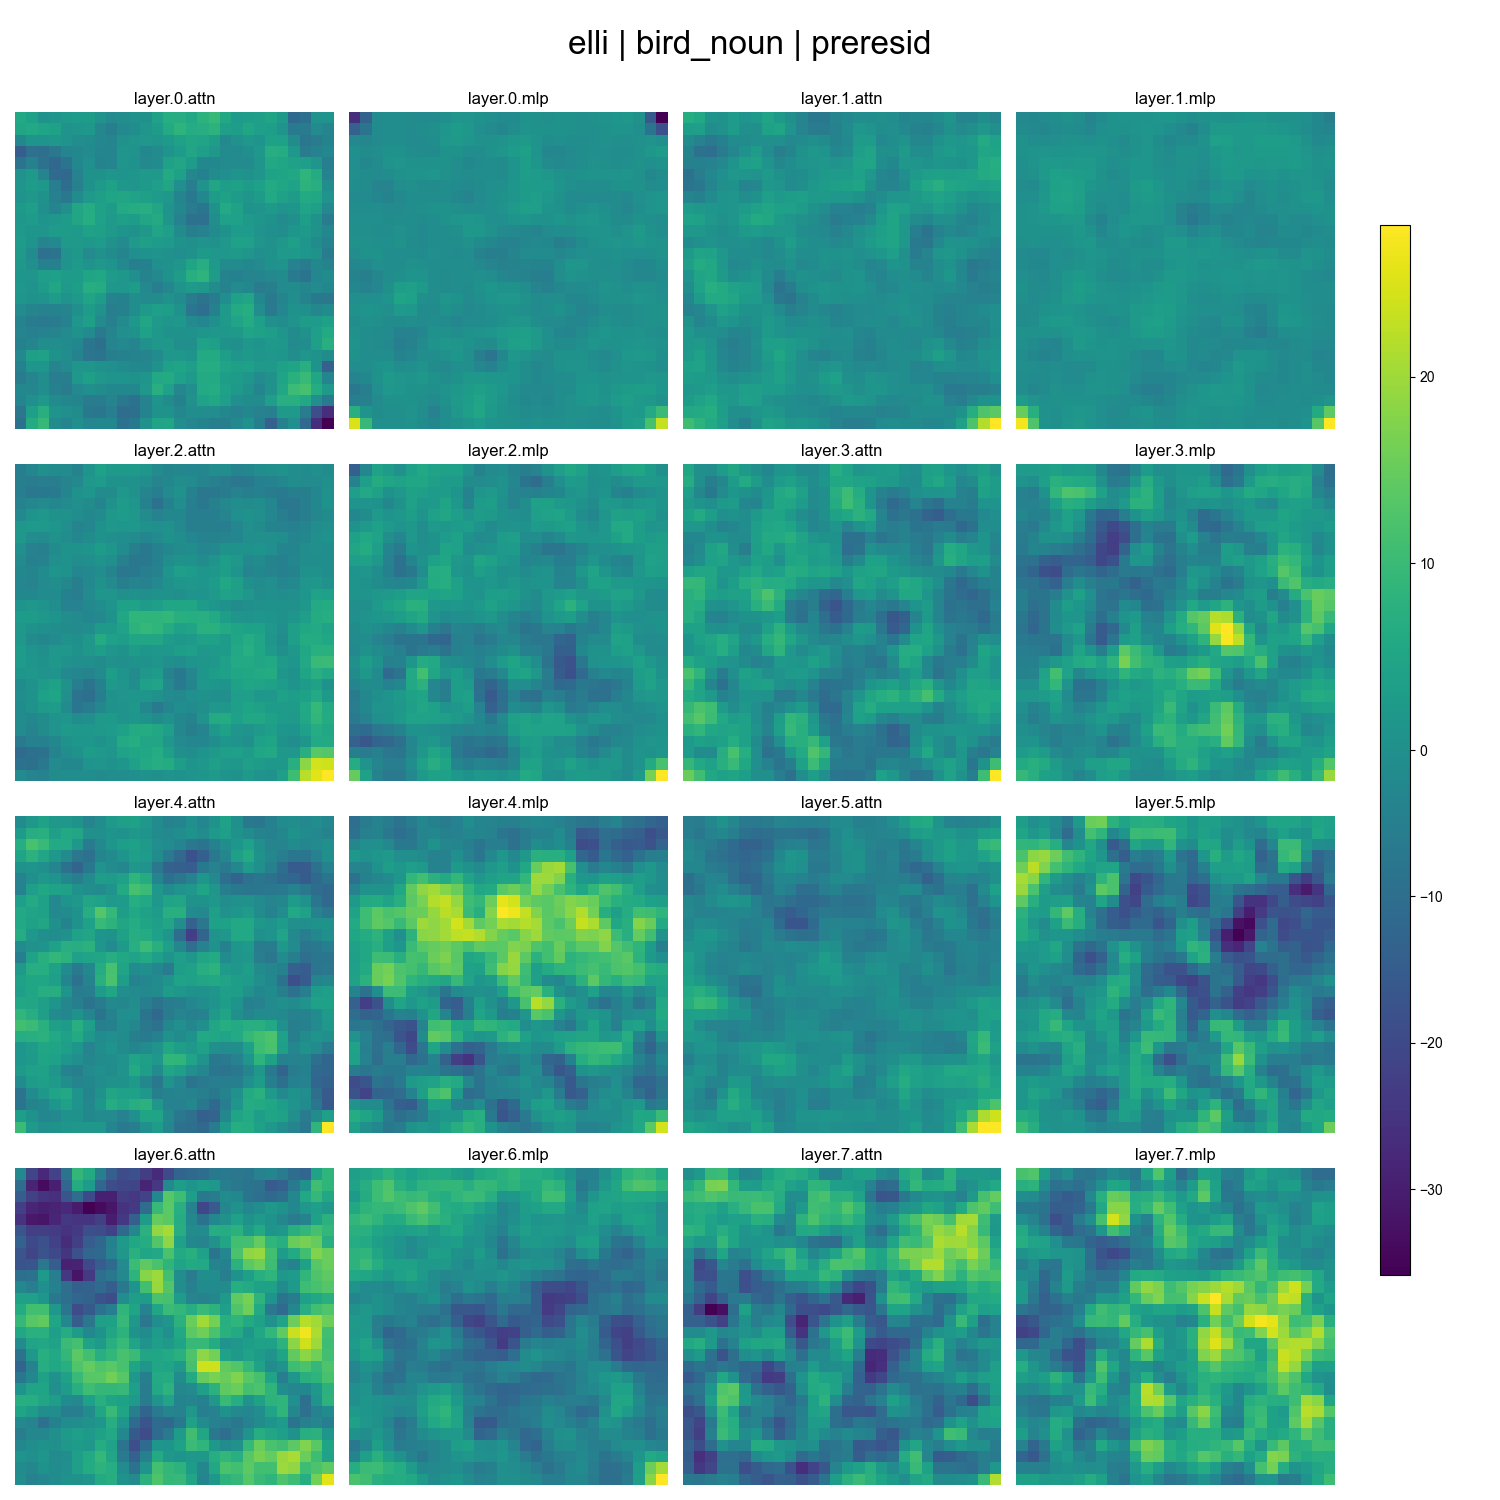 elli | bird_noun | preresid
layer.0.attn
layer.0.mlp
layer.1.attn
layer.1.mlp
layer.2.attn
layer.2.mlp
layer.3.attn
layer.3.mlp
layer.4.attn
layer.4.mlp
layer.5.attn
layer.5.mlp
layer.6.attn
layer.6.mlp
layer.7.attn
layer.7.mlp
20
10
0
−10
−20
−30